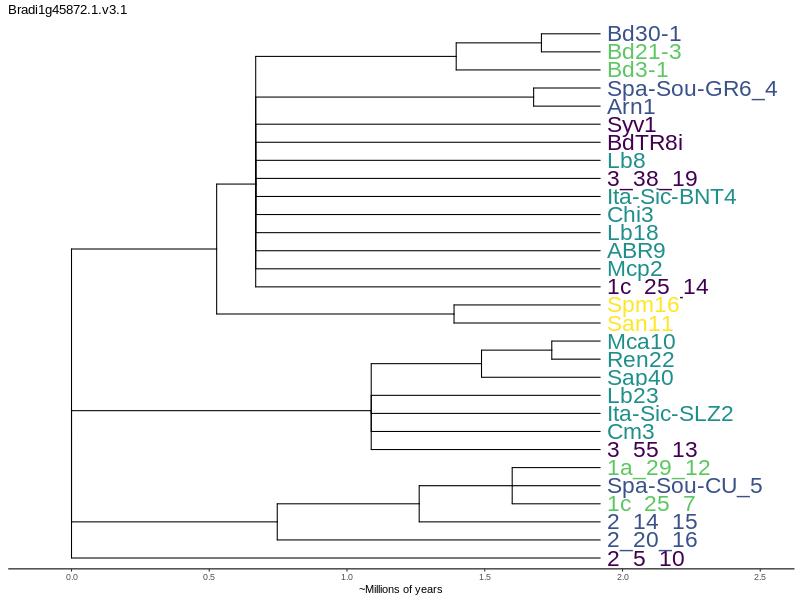 Bradi1g45872.1.v3.1
Bd30-1
Bd21-3
Bd3-1
Spa-Sou-GR6_4
Arn1
Syv1
BdTR8i
Lb8
3_38_19
Ita-Sic-BNT4
Chi3
Lb18
ABR9
Mcp2
1c_25_14
Spm16
San11
Mca10
Ren22
Sap40
Lb23
Ita-Sic-SLZ2
Cm3
3_55_13
1a_29_12
Spa-Sou-CU_5
1c_25_7
2_14_15
2_20_16
2_5_10
0.0 0.5 1.0 1.5 2.0 2.5
~Millions of years